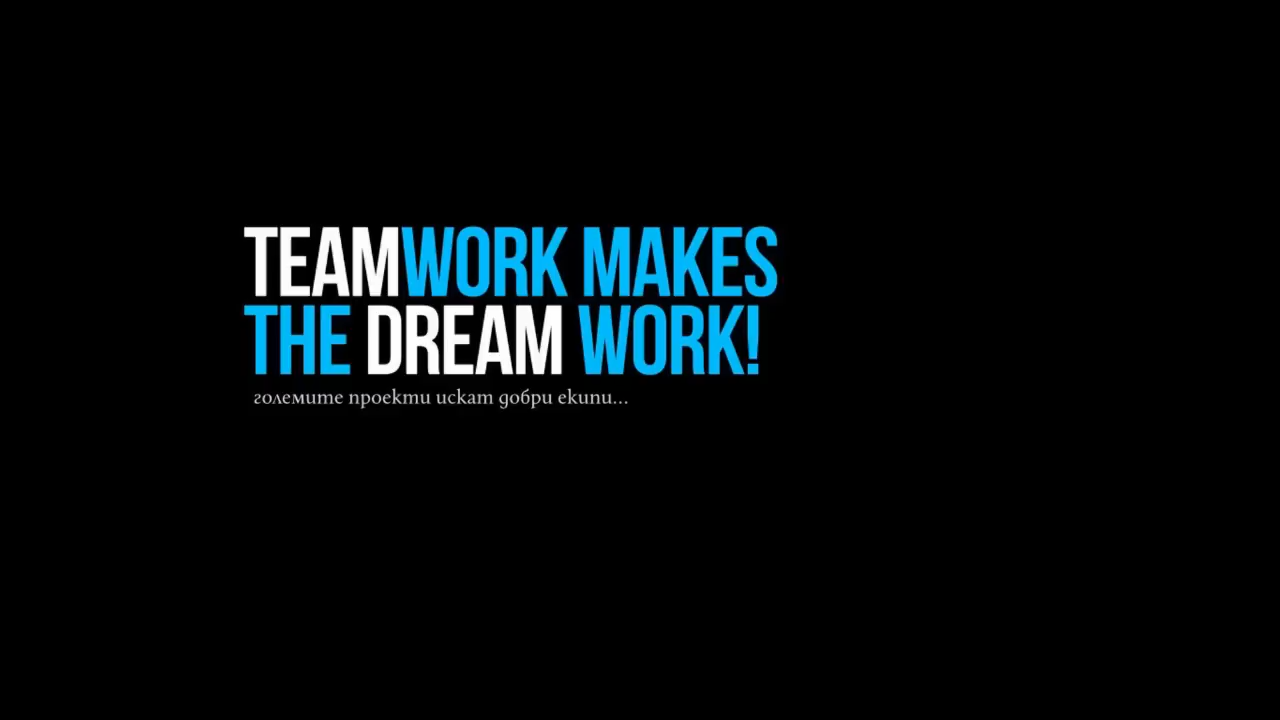 TEAMWORK MAKES
THE DREAM WORK!
големите проекти искат добри екипи...